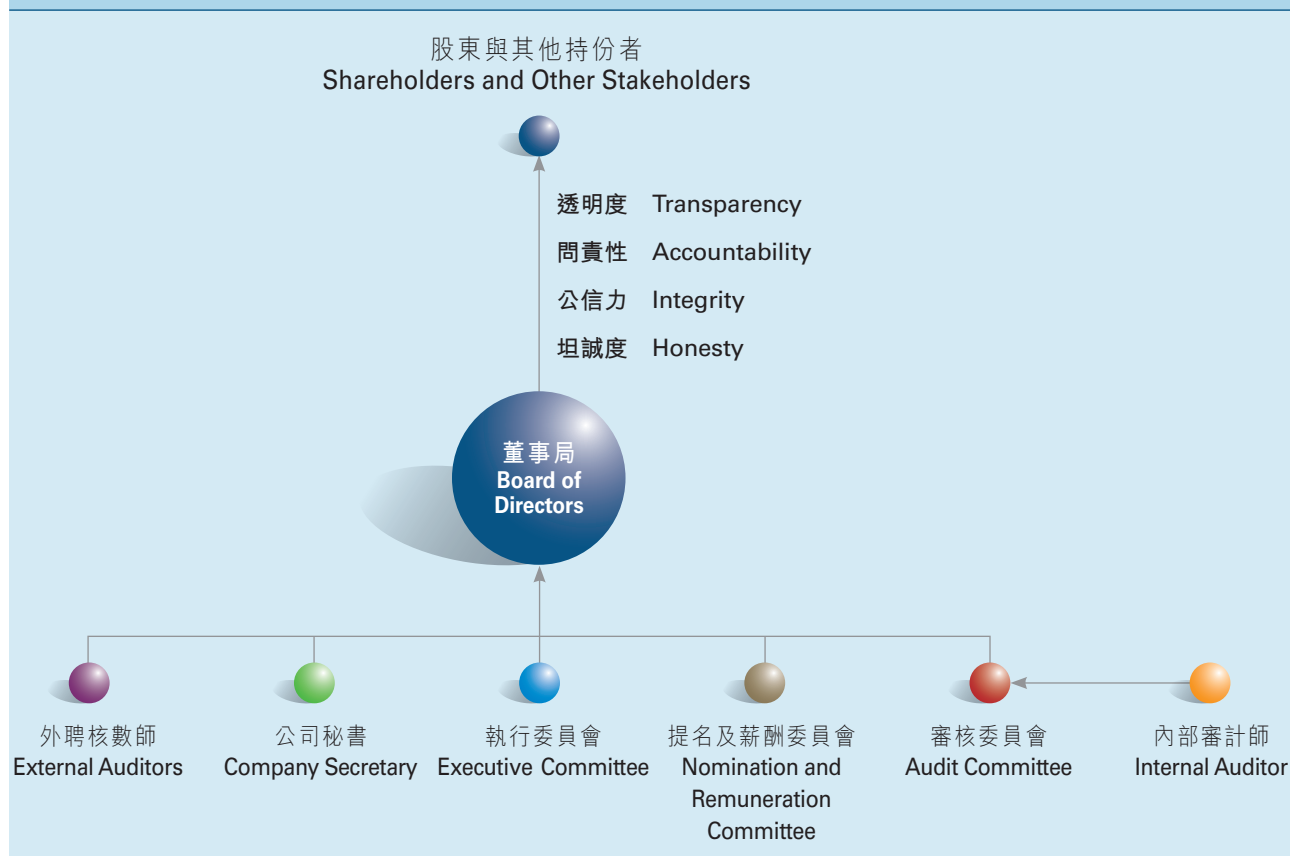 股東與其他持份者
Shareholders and Other Stakeholders
透明度 Transparency
問責性 Accountability
公信力 Integrity
坦誠度 Honesty
董事局
Board of
Directors
外聘核數師
External Auditors
公司秘書
Company Secretary
執行委員會
Executive Committee
提名及薪酬委員會
Nomination and
Remuneration
Committee
審核委員會
Audit Committee
內部審計師
Internal Auditor